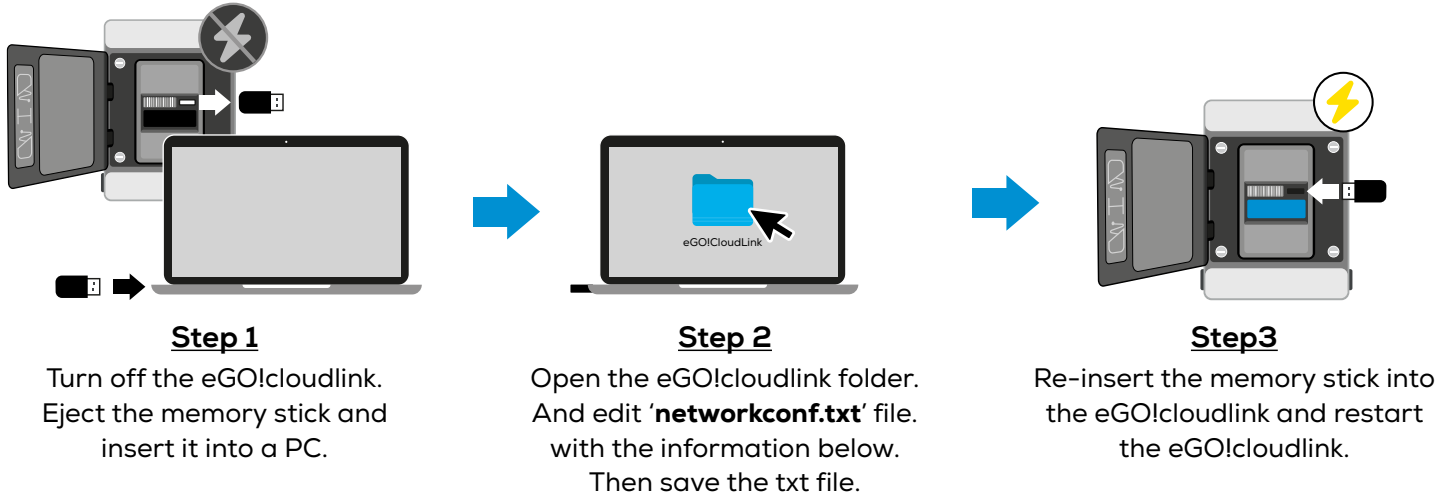 eGO!CloudLink
Step 1
Turn off the eGO!cloudlink.
Eject the memory stick and
insert it into a PC.
Step 2
Open the eGO!cloudlink folder.
And edit ‘networkconf.txt’ file.
with the information below.
Then save the txt file.
Step3
Re-insert the memory stick into
the eGO!cloudlink and restart
the eGO!cloudlink.